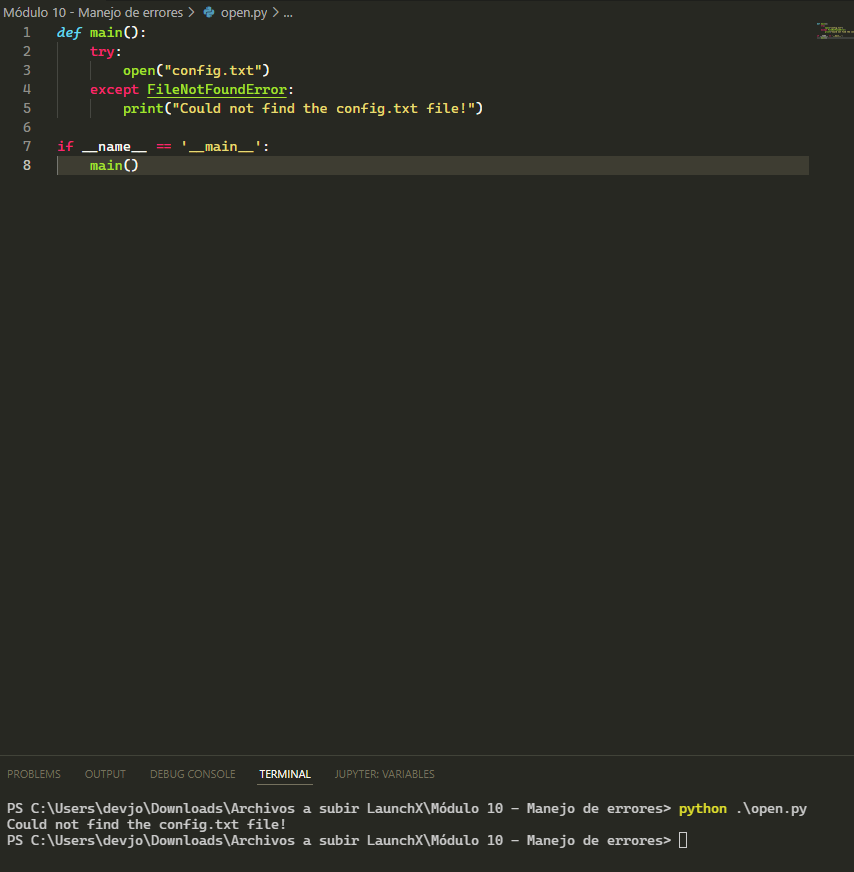 Módulo 10 - Manejo de errores > open.py > ...
1 def main():
2     try:
3         open("config.txt")
4     except FileNotFoundError:
5         print("Could not find the config.txt file!")
6
7 if __name__ == '__main__':
8     main()
PROBLEMS OUTPUT DEBUG CONSOLE TERMINAL JUPYTER: VARIABLES
PS C:\Users\devjo\Downloads\Archivos a subir LaunchX\Módulo 10 - Manejo de errores> python .\open.py
Could not find the config.txt file!
PS C:\Users\devjo\Downloads\Archivos a subir LaunchX\Módulo 10 - Manejo de errores>